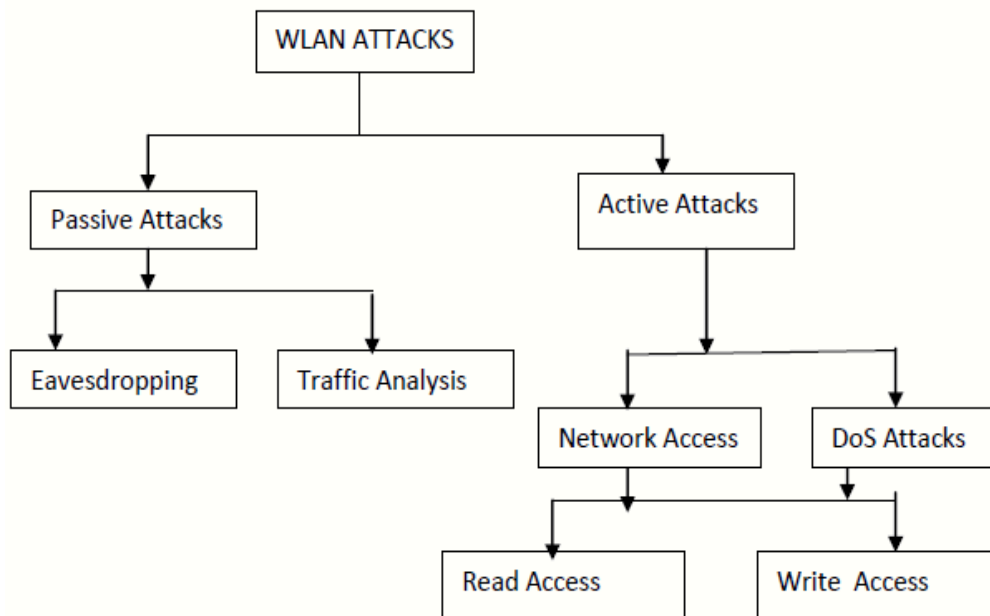 WLAN ATTACKS
Passive Attacks
Active Attacks
Eavesdropping
Traffic Analysis
Network Access
DoS Attacks
Read Access
Write Access